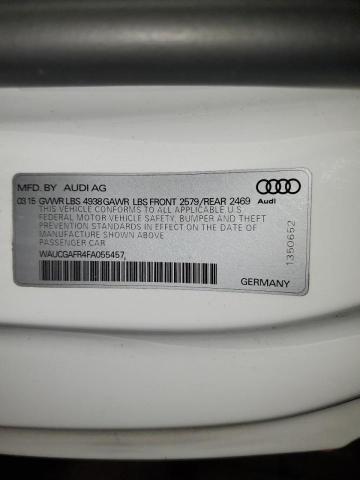 MFD. BY AUDI AG
03 15 GVWR LBS 4938 GAWR LBS FRONT 2579/REAR 2469
THIS VEHICLE CONFORMS TO ALL APPLICABLE U.S.
FEDERAL MOTOR VEHICLE SAFETY, BUMPER AND THEFT
PREVENTION STANDARDS IN EFFECT ON THE DATE OF
MANUFACTURE SHOWN ABOVE.
PASSENGER CAR
WAUCGAFR4FA055457
Audi
1350652
GERMANY